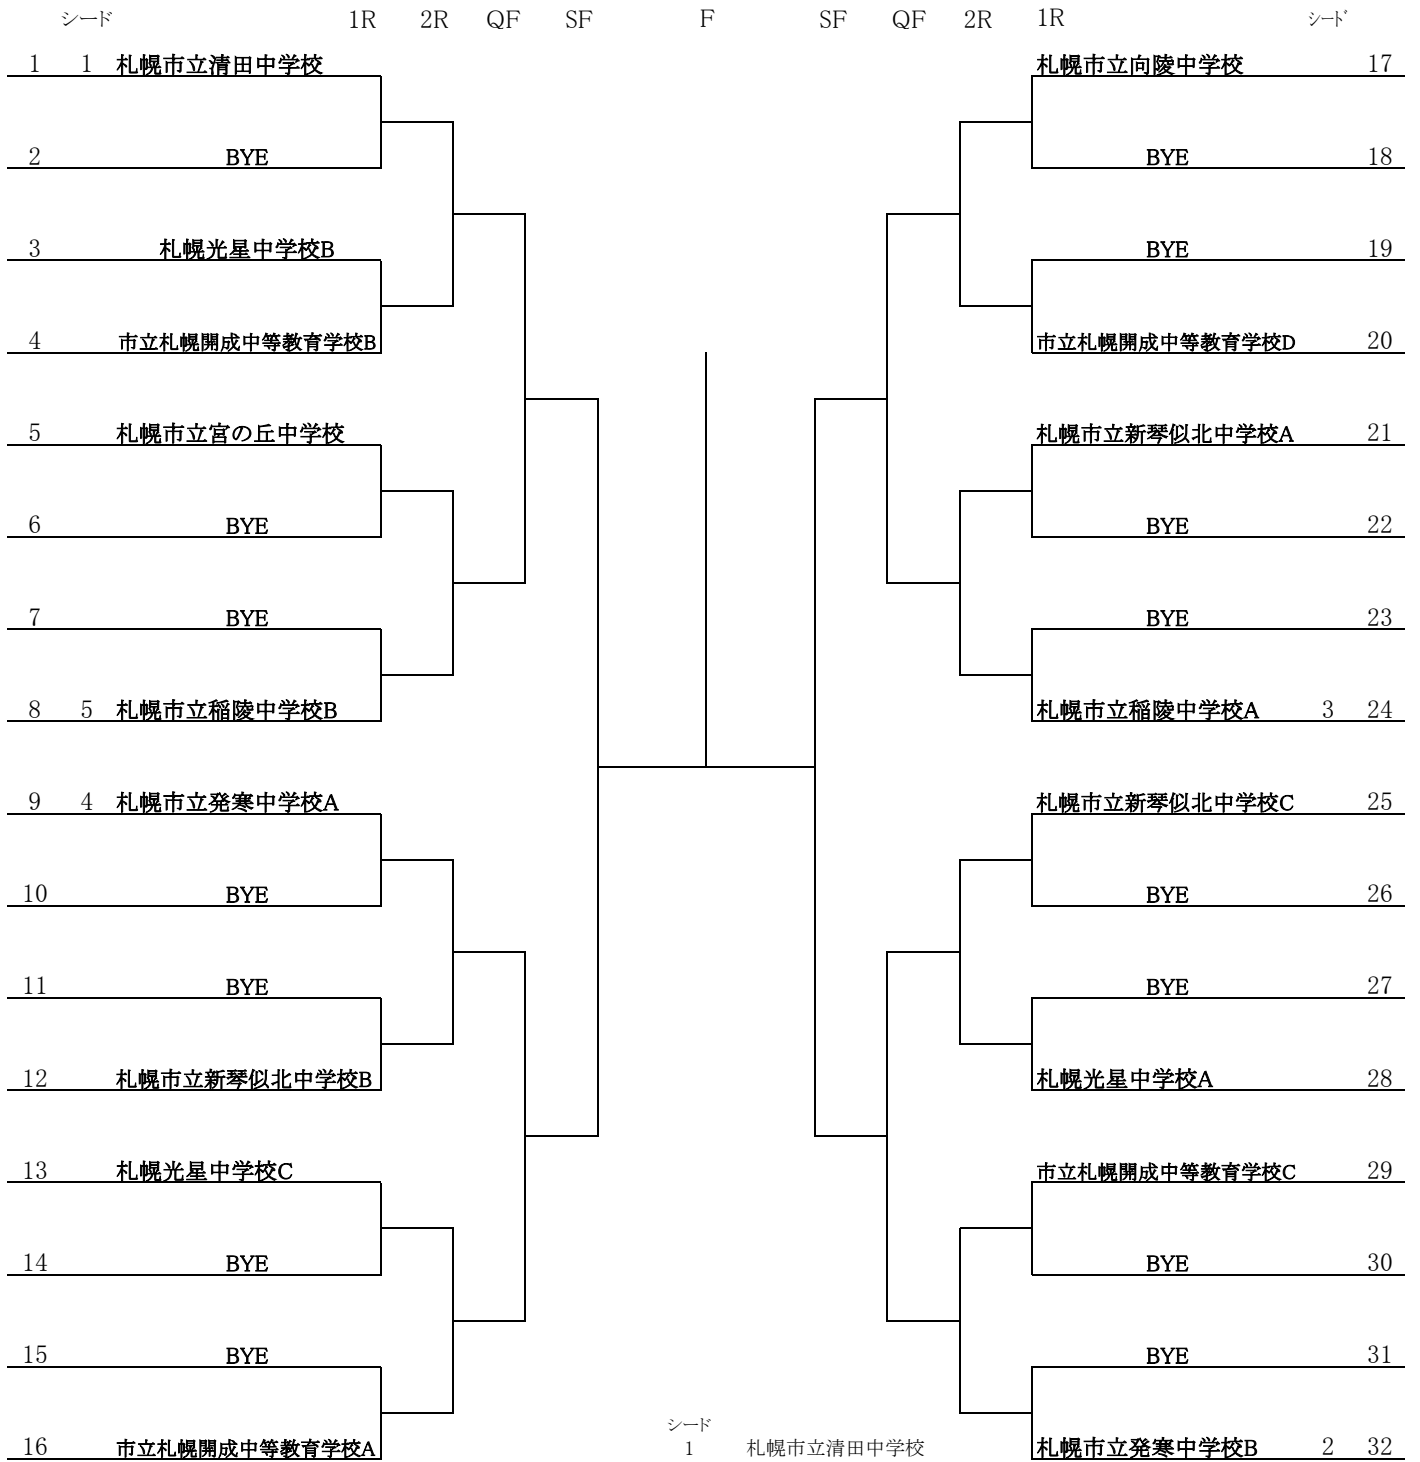 シード 1R 2R QF SF F SF QF 2R 1R シード
1 1 札幌市立清田中学校 札幌市立向陵中学校 17
2 BYE BYE 18
3 札幌光星中学校B BYE 19
4 市立札幌開成中等教育学校B 市立札幌開成中等教育学校D 20
5 札幌市立宮の丘中学校 札幌市立新琴似北中学校A 21
6 BYE BYE 22
7 BYE BYE 23
8 5 札幌市立稲陵中学校B 札幌市立稲陵中学校A 3 24
9 4 札幌市立発寒中学校A 札幌市立新琴似北中学校C 25
10 BYE BYE 26
11 BYE BYE 27
12 札幌市立新琴似北中学校B 札幌光星中学校A 28
13 札幌光星中学校C 市立札幌開成中等教育学校C 29
14 BYE BYE 30
15 BYE BYE 31
シード
16 市立札幌開成中等教育学校A 1 札幌市立清田中学校 札幌市立発寒中学校B 2 32